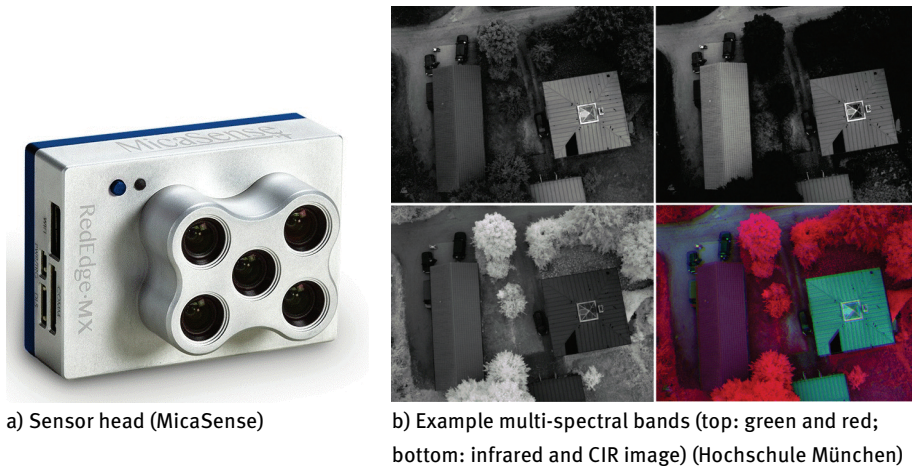 MicaSense
RedEdge-MX
WiFi
a) Sensor head (MicaSense)
b) Example multi-spectral bands (top: green and red;
bottom: infrared and CIR image) (Hochschule München)